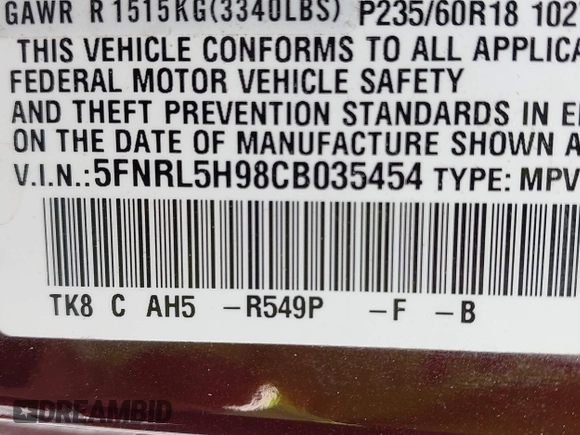 GAWR R 1515KG(3340LBS) P235/60R18 102
THIS VEHICLE CONFORMS TO ALL APPLICA
FEDERAL MOTOR VEHICLE SAFETY
AND THEFT PREVENTION STANDARDS IN E
ON THE DATE OF MANUFACTURE SHOWN A
V.I.N.:5FNRL5H98CB035454 TYPE: MPV
TK8 C AH5 -R549P -F -B
DREAMBID